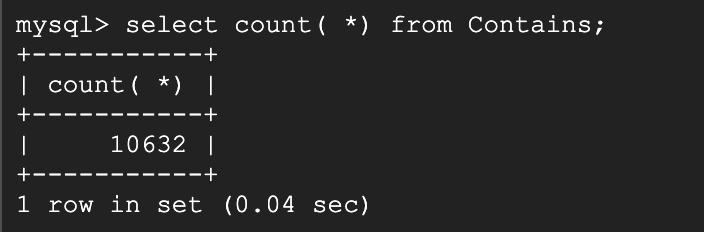 mysql> select count( *) from Contains;
+-----------+
| count( *) |
+-----------+
|     10632 |
+-----------+
1 row in set (0.04 sec)